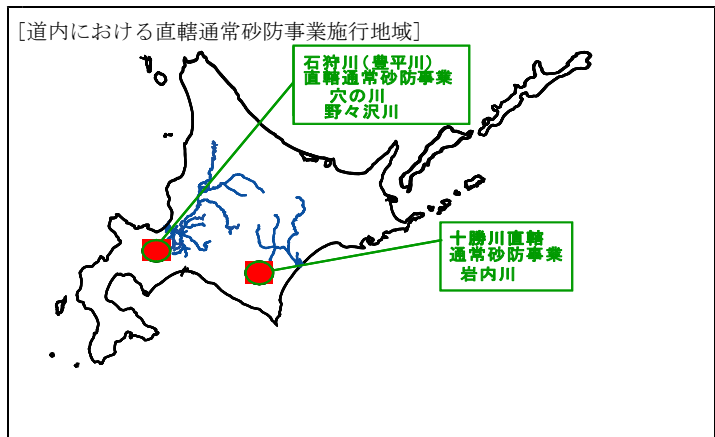 [道内における直轄通常砂防事業施行地域]
石狩川(豊平川)
直轄通常砂防事業
穴の川
野々沢川
十勝川直轄
通常砂防事業
岩内川